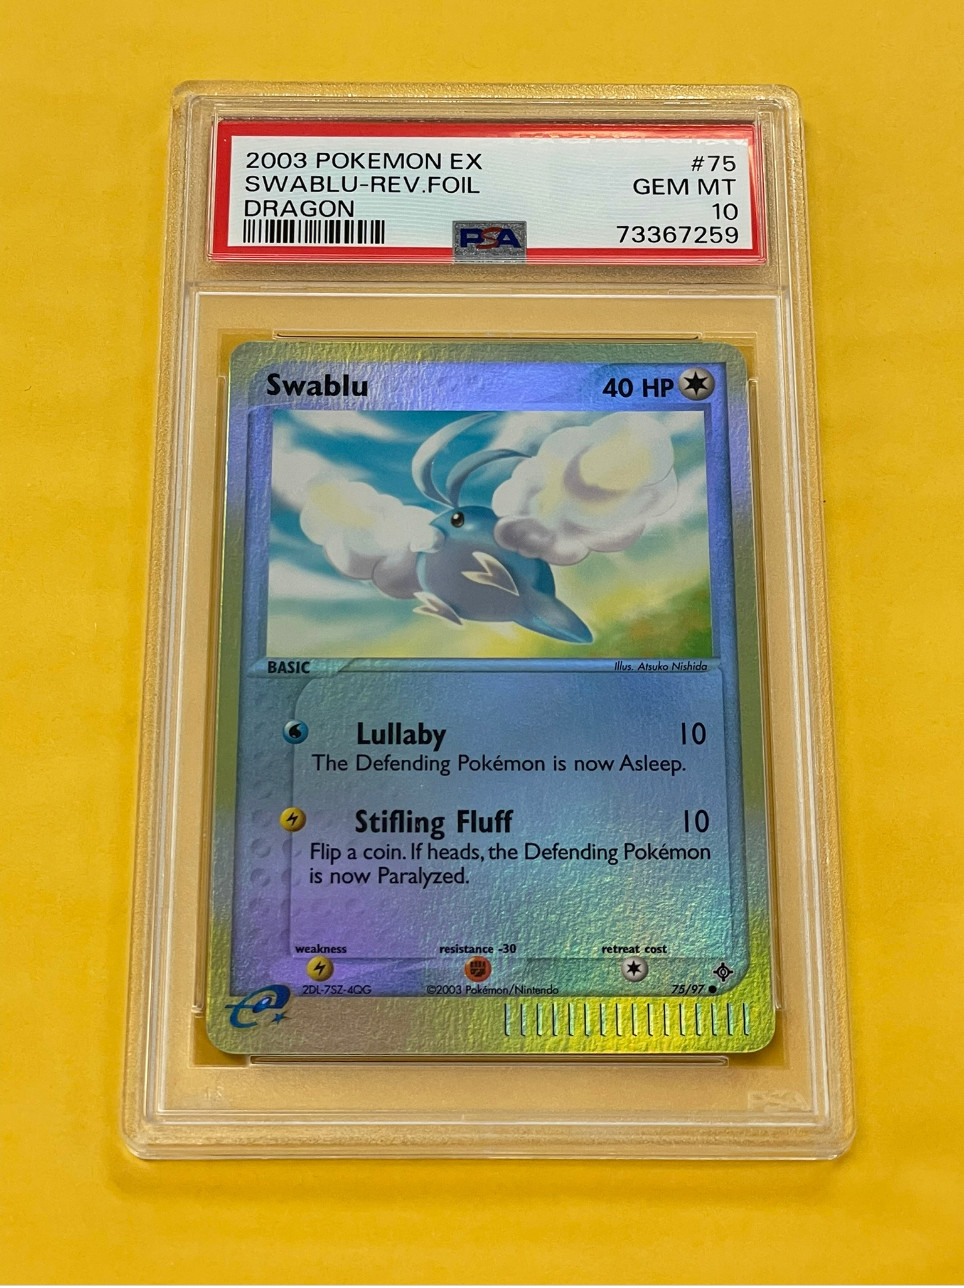 2003 POKEMON EX #75
SWABLU-REV.FOIL GEM MT
DRAGON 10
PSA 73367259
Swablu 40 HP
BASIC Illus. Atsuko Nishida
Lullaby 10
The Defending Pokémon is now Asleep.
Stifling Fluff 10
Flip a coin. If heads, the Defending Pokémon
is now Paralyzed.
weakness resistance -30 retreat cost
2DL-7SZ-4QG ©2003 Pokémon/Nintendo 75/97
e